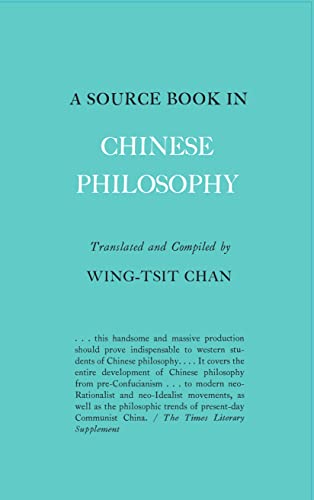 A SOURCE BOOK IN
CHINESE
PHILOSOPHY
Translated and Compiled by
WING-TSIT CHAN
. . . this handsome and massive production
should prove indispensable to western stu-
dents of Chinese philosophy. . . . It covers the
entire development of Chinese philosophy
from pre-Confucianism . . . to modern neo-
Rationalist and neo-Idealist movements, as
well as the philosophic trends of present-day
Communist China. / The Times Literary
Supplement